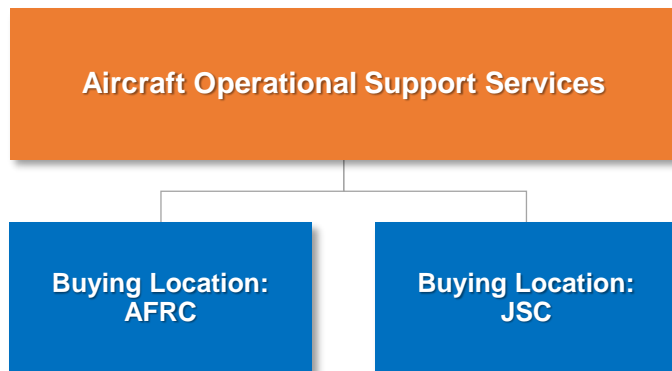 Aircraft Operational Support Services
Buying Location:
AFRC
Buying Location:
JSC